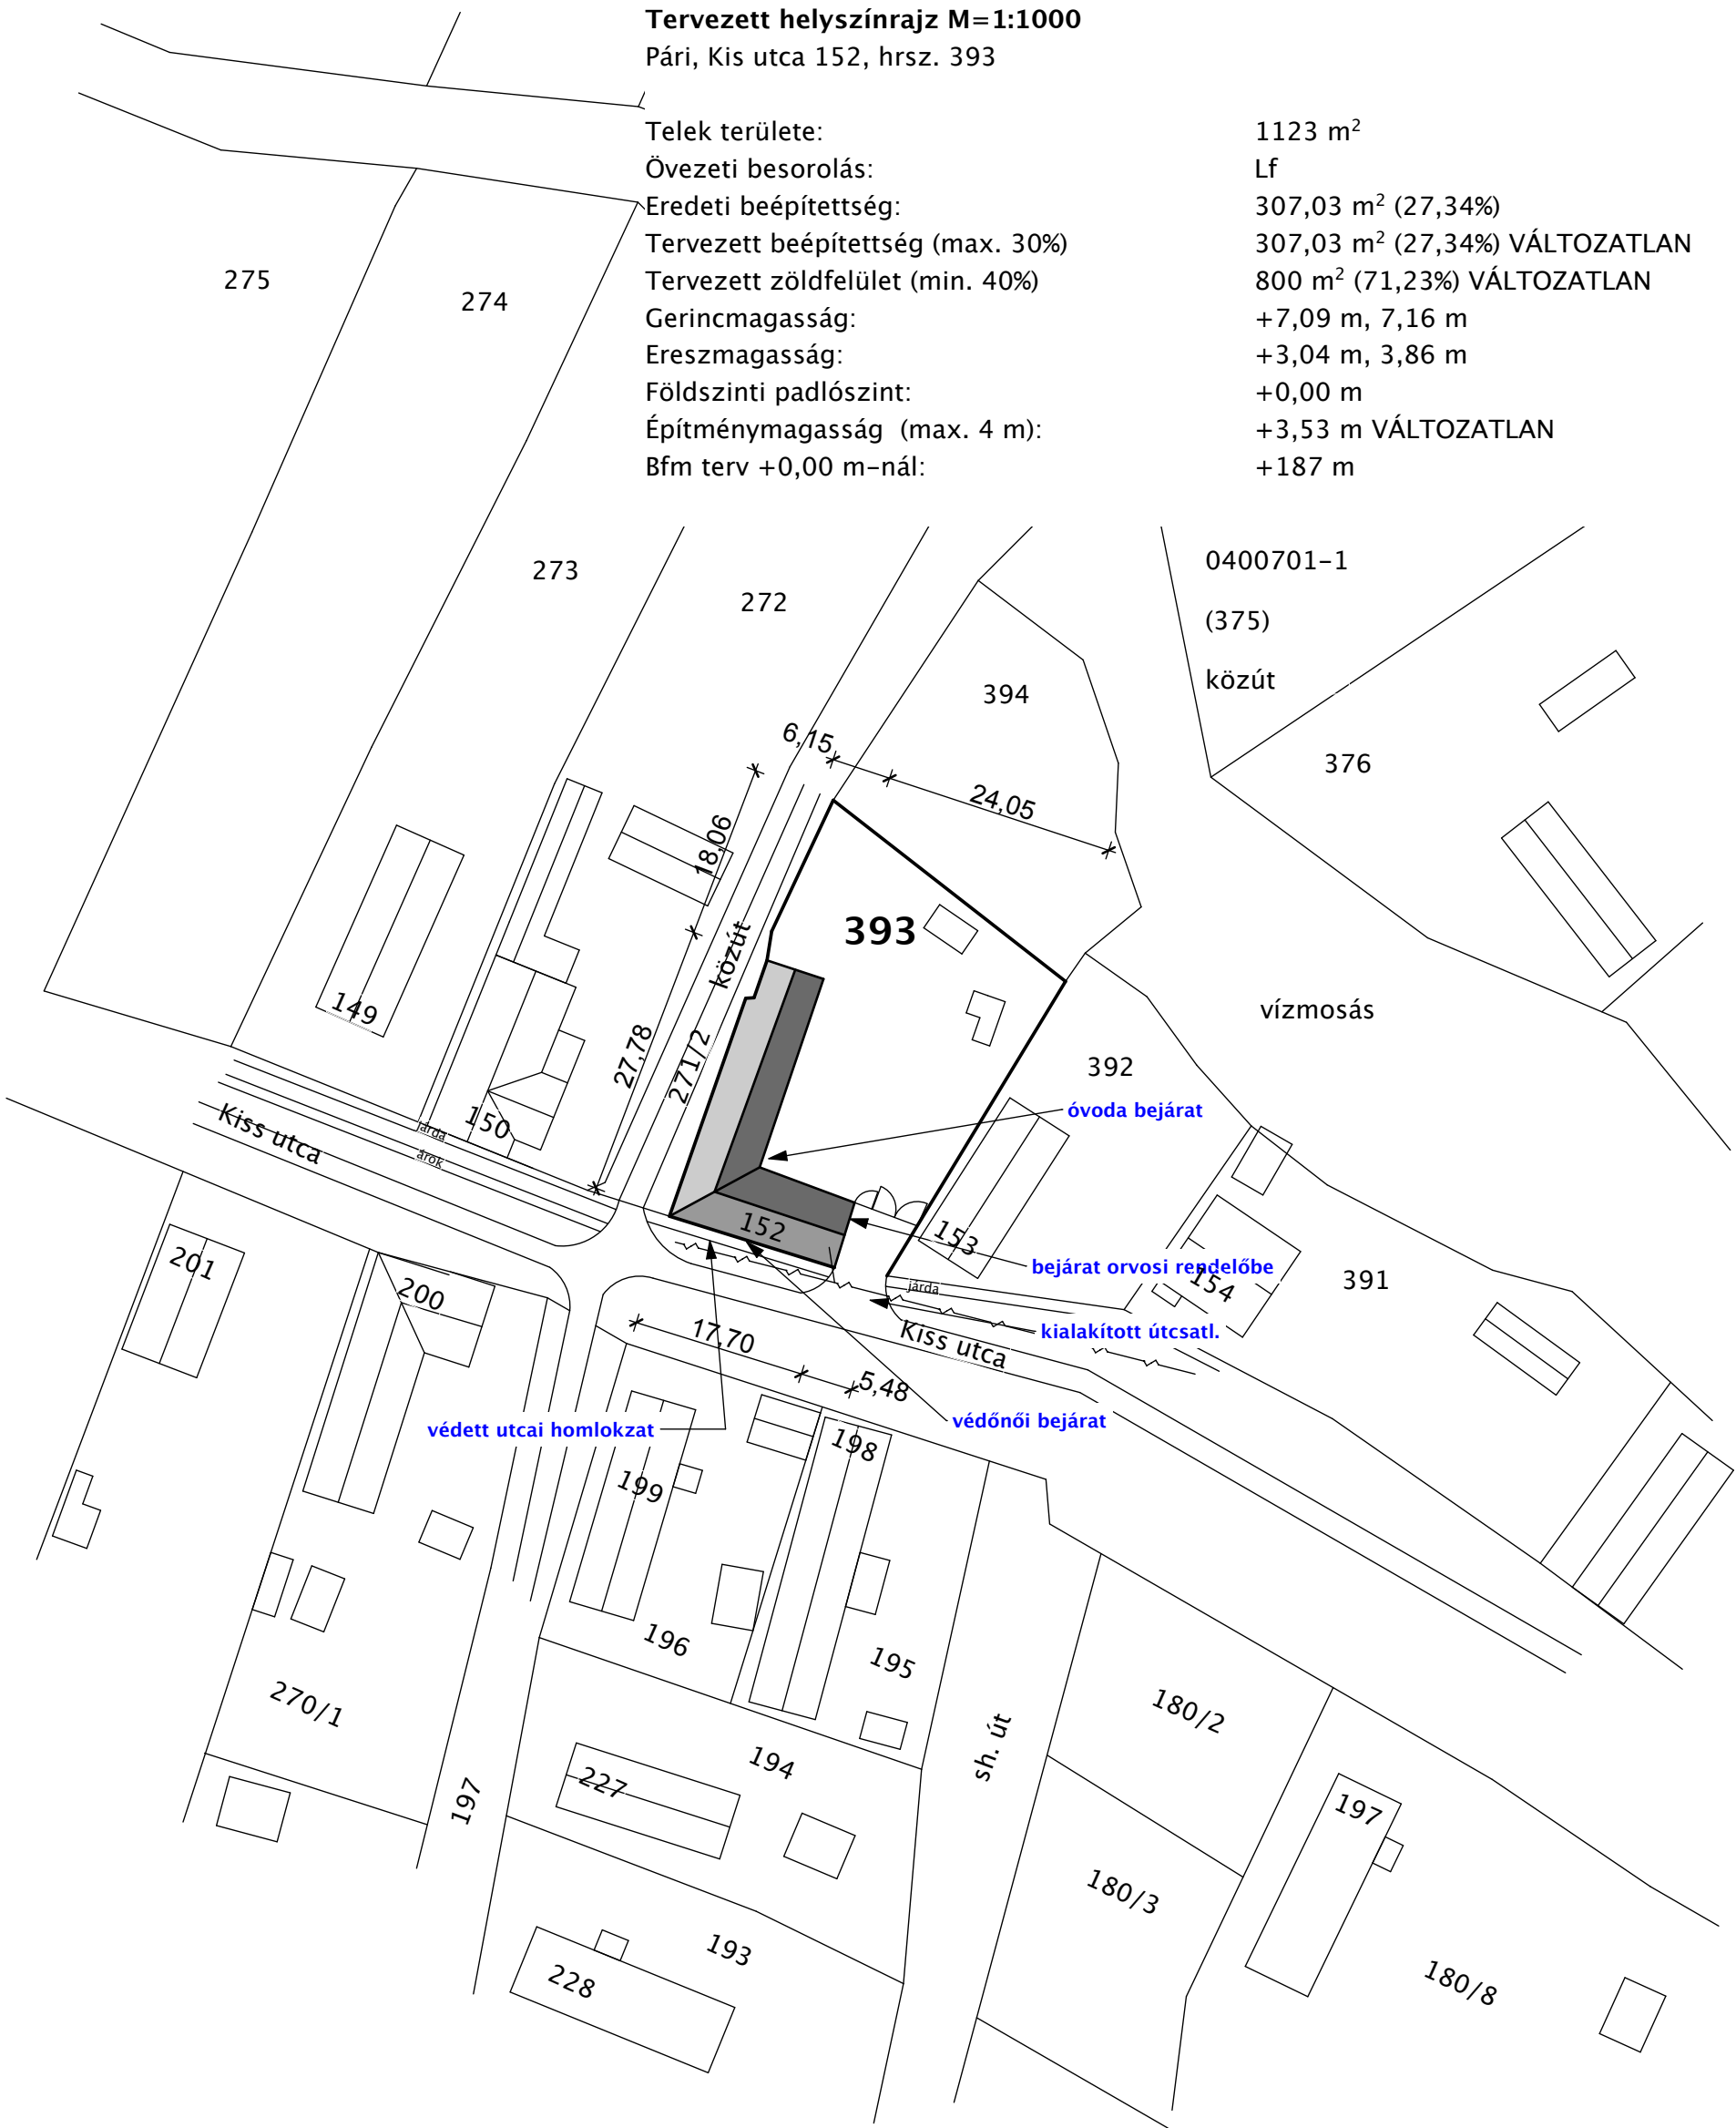 Tervezett helyszínrajz M=1:1000
Pári, Kis utca 152, hrsz. 393
Telek területe: 1123 m²
Övezeti besorolás: Lf
Eredeti beépítettség: 307,03 m² (27,34%)
Tervezett beépítettség (max. 30%) 307,03 m² (27,34%) VÁLTOZATLAN
Tervezett zöldfelület (min. 40%) 800 m² (71,23%) VÁLTOZATLAN
Gerincmagasság: +7,09 m, 7,16 m
Ereszmagasság: +3,04 m, 3,86 m
Földszinti padlószint: +0,00 m
Építménymagasság (max. 4 m): +3,53 m VÁLTOZATLAN
Bfm terv +0,00 m-nál: +187 m
275
274
273
272
0400701-1
(375)
közút
394
376
6,15
24,05
18,06
393
közút
149
vízmosás
27,78
271/2
392
óvoda bejárat
150
járda
árok
Kiss utca
152
153
bejárat orvosi rendelőbe
154
391
201
200
járda
kialakított útcsatl.
Kiss utca
17,70
5,48
védett utcai homlokzat
védőnői bejárat
198
199
196
195
270/1
180/2
sh. út
194
227
197
197
180/3
193
228
180/8